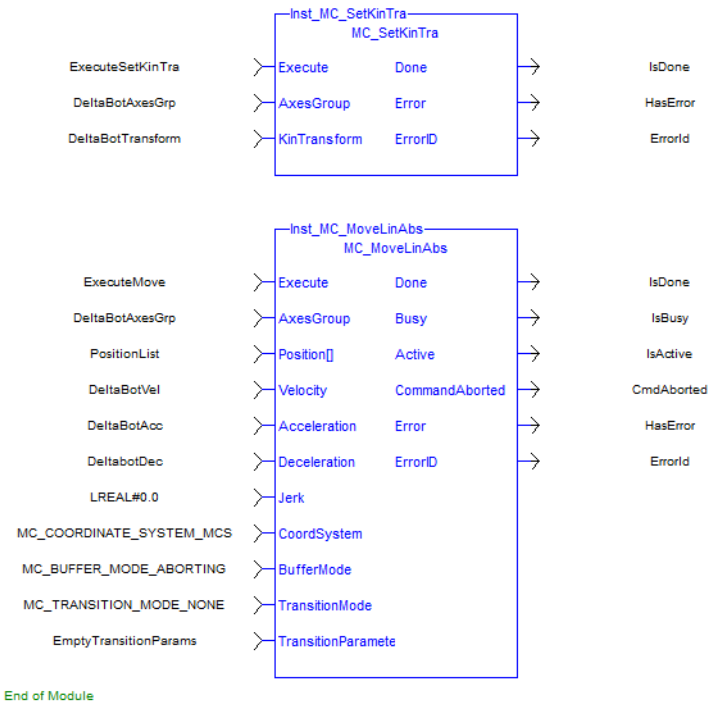 Inst_MC_SetKinTra
MC_SetKinTra
ExecuteSetKinTra Execute Done IsDone
DeltaBotAxesGrp AxesGroup Error HasError
DeltaBotTransform KinTransform ErrorID ErrorId
Inst_MC_MoveLinAbs
MC_MoveLinAbs
ExecuteMove Execute Done IsDone
DeltaBotAxesGrp AxesGroup Busy IsBusy
PositionList Position[] Active IsActive
DeltaBotVel Velocity CommandAborted CmdAborted
DeltaBotAcc Acceleration Error HasError
DeltabotDec Deceleration ErrorID ErrorId
LREAL#0.0 Jerk
MC_COORDINATE_SYSTEM_MCS CoordSystem
MC_BUFFER_MODE_ABORTING BufferMode
MC_TRANSITION_MODE_NONE TransitionMode
EmptyTransitionParams TransitionParamete
End of Module